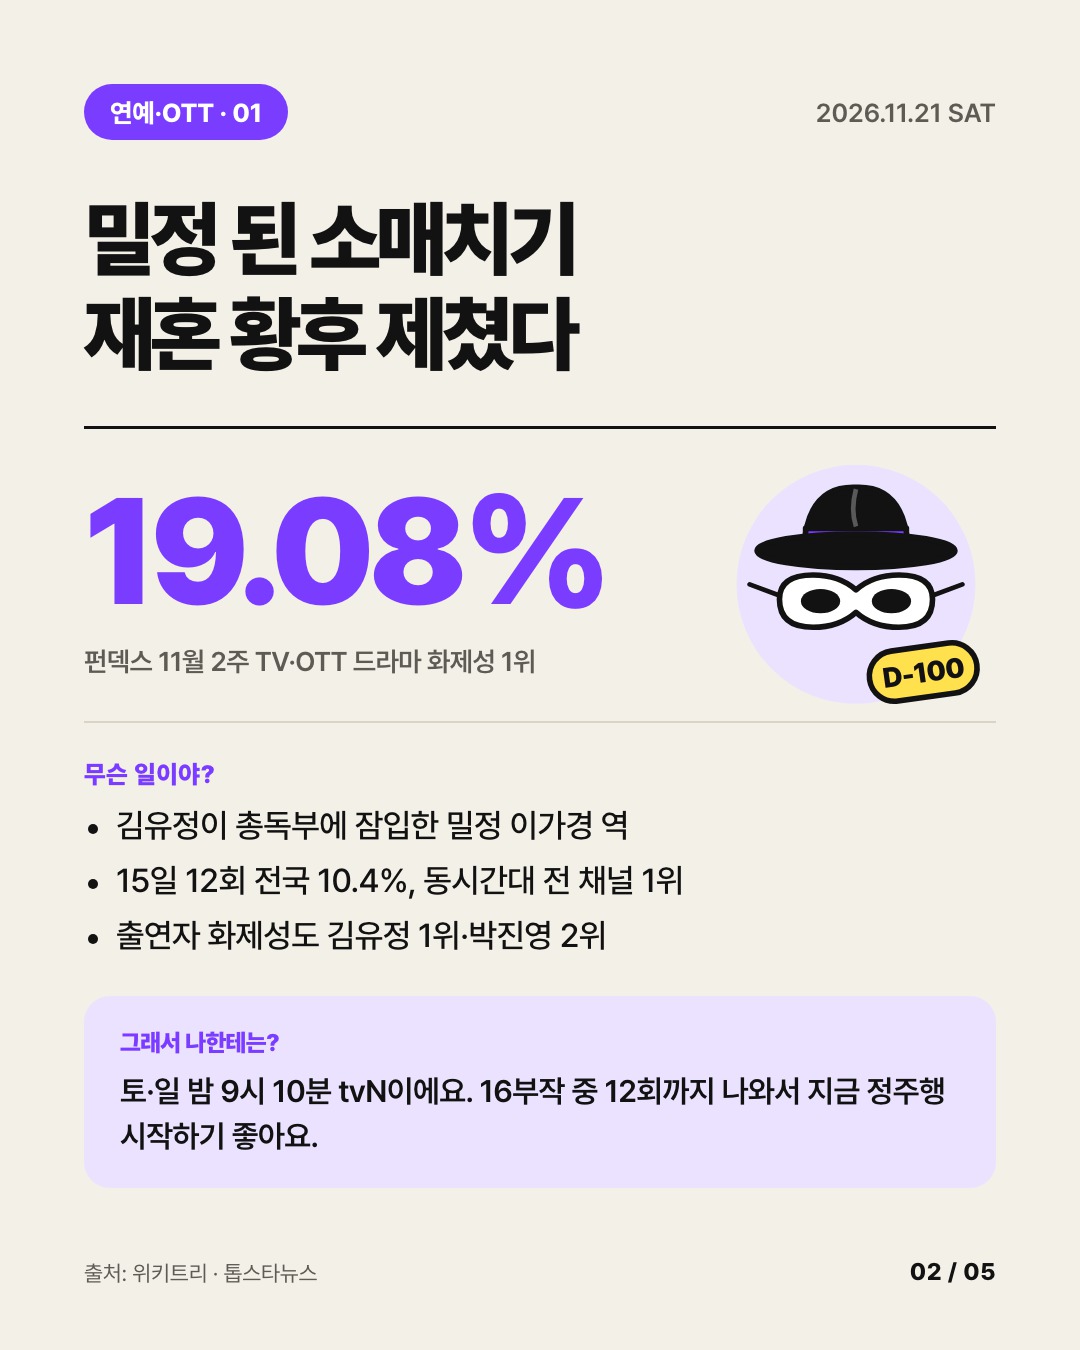 연예·OTT · 01
2026.11.21 SAT
밀정 된 소매치기
재혼 황후 제쳤다
19.08%
펀덱스 11월 2주 TV·OTT 드라마 화제성 1위
D-100
무슨 일이야?
• 김유정이 총독부에 잠입한 밀정 이가경 역
• 15일 12회 전국 10.4%, 동시간대 전 채널 1위
• 출연자 화제성도 김유정 1위·박진영 2위
그래서 나한테는?
토·일 밤 9시 10분 tvN이에요. 16부작 중 12회까지 나와서 지금 정주행
시작하기 좋아요.
출처: 위키트리 · 톱스타뉴스
02 / 05